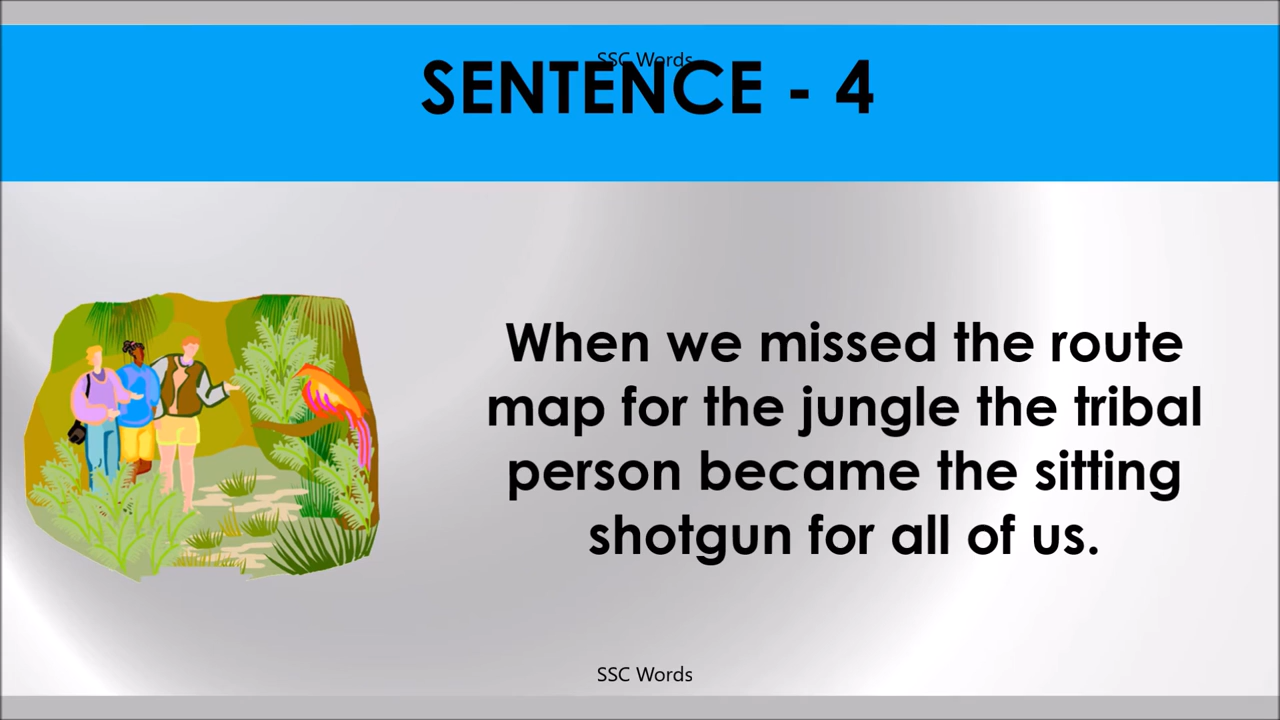 SSC Words
SENTENCE - 4
When we missed the route
map for the jungle the tribal
person became the sitting
shotgun for all of us.
SSC Words